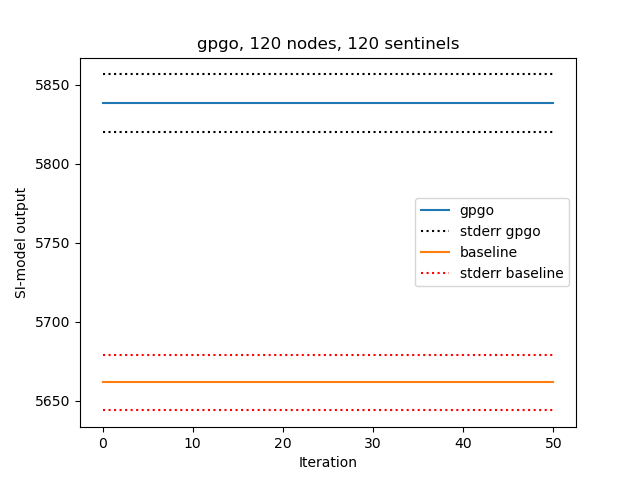 gpgo, 120 nodes, 120 sentinels
SI-model output
5850
5800
5750
5700
5650
gpgo
stderr gpgo
baseline
stderr baseline
0 10 20 30 40 50
Iteration